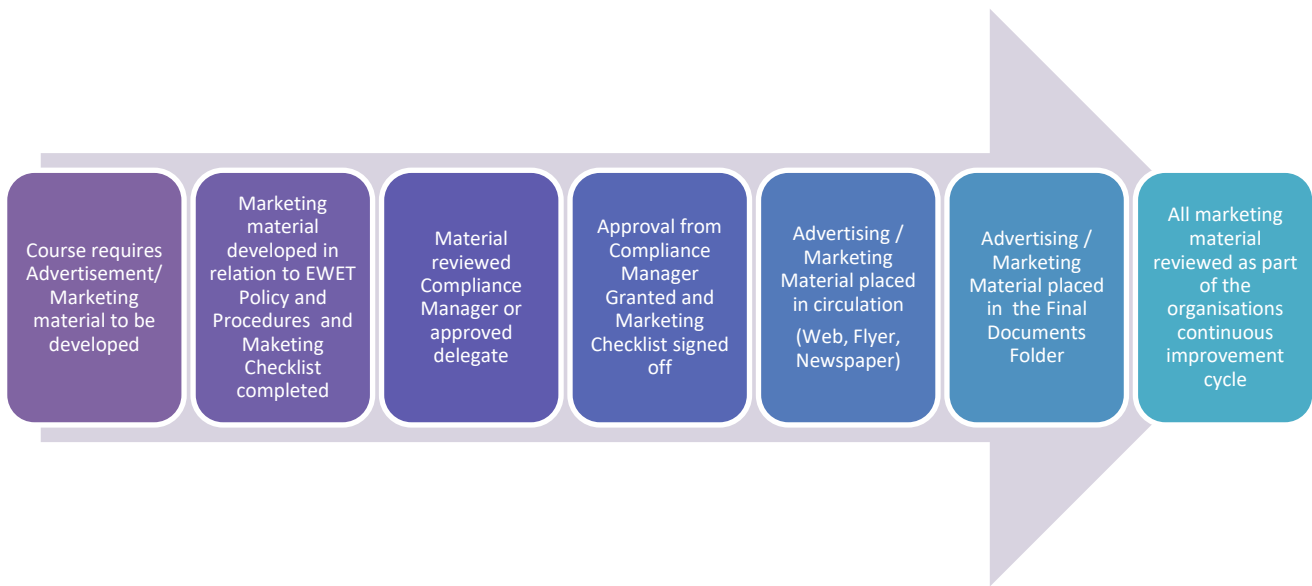 Course requires
Advertisement/
Marketing
material to be
developed
Marketing
material
developed in
relation to EWET
Policy and
Procedures and
Maketing
Checklist
completed
Material
reviewed
Compliance
Manager or
approved
delegate
Approval from
Compliance
Manager
Granted and
Marketing
Checklist signed
off
Advertising /
Marketing
Material placed
in circulation
(Web, Flyer,
Newspaper)
Advertising /
Marketing
Material placed
in the Final
Documents
Folder
All marketing
material
reviewed as part
of the
organisations
continuous
improvement
cycle